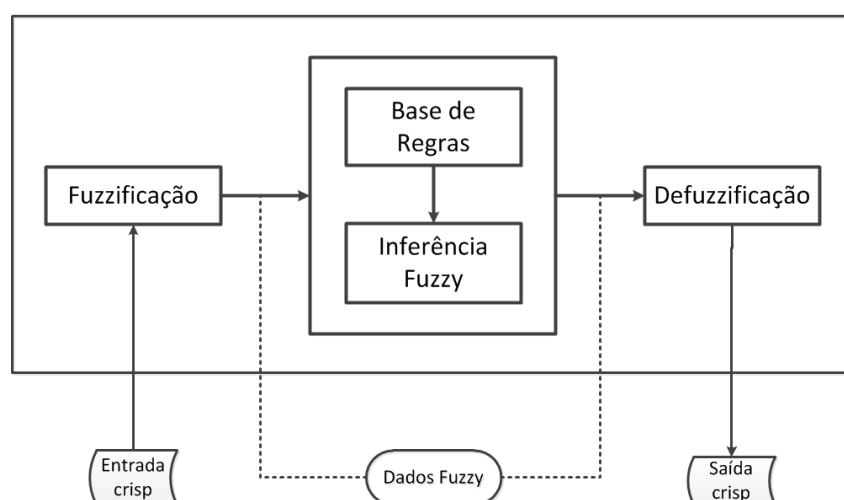 Base de
Regras
Fuzzificação
Defuzzificação
Inferência
Fuzzy
Entrada
crisp
Dados Fuzzy
Saída
crisp